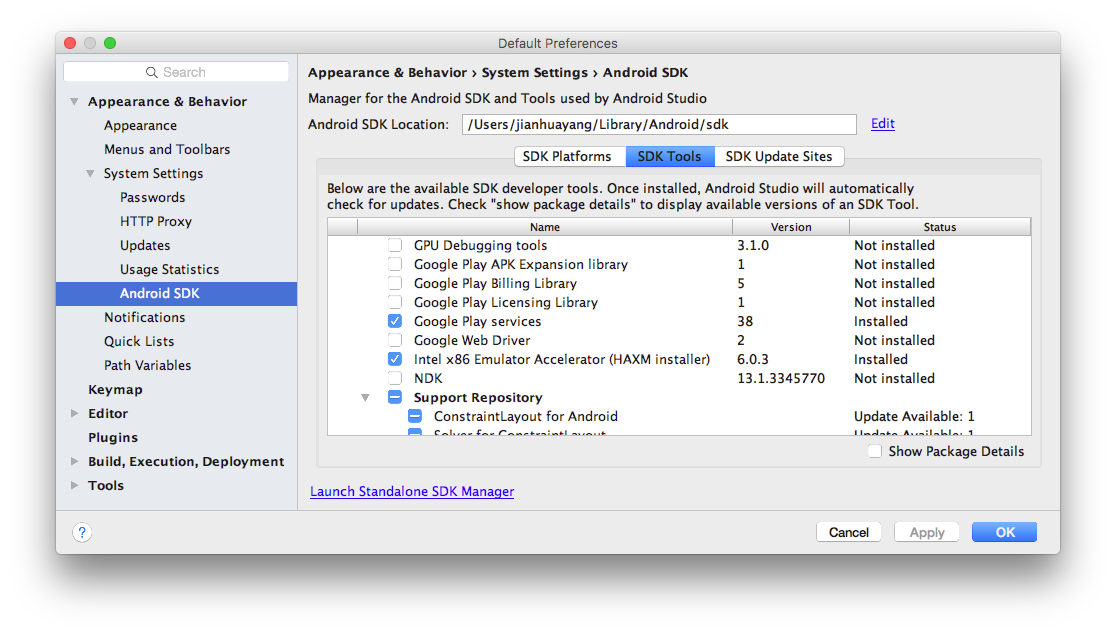 Default Preferences
Search
Appearance & Behavior
Appearance
Menus and Toolbars
System Settings
Passwords
HTTP Proxy
Updates
Usage Statistics
Android SDK
Notifications
Quick Lists
Path Variables
Keymap
Editor
Plugins
Build, Execution, Deployment
Tools
Appearance & Behavior › System Settings › Android SDK
Manager for the Android SDK and Tools used by Android Studio
Android SDK Location: /Users/jianhuayang/Library/Android/sdk Edit
SDK Platforms SDK Tools SDK Update Sites
Below are the available SDK developer tools. Once installed, Android Studio will automatically
check for updates. Check "show package details" to display available versions of an SDK Tool.
Name Version Status
GPU Debugging tools 3.1.0 Not installed
Google Play APK Expansion library 1 Not installed
Google Play Billing Library 5 Not installed
Google Play Licensing Library 1 Not installed
Google Play services 38 Installed
Google Web Driver 2 Not installed
Intel x86 Emulator Accelerator (HAXM installer) 6.0.3 Installed
NDK 13.1.3345770 Not installed
Support Repository
ConstraintLayout for Android Update Available: 1
Solver for ConstraintLayout Update Available: 1
Show Package Details
Launch Standalone SDK Manager
? Cancel Apply OK